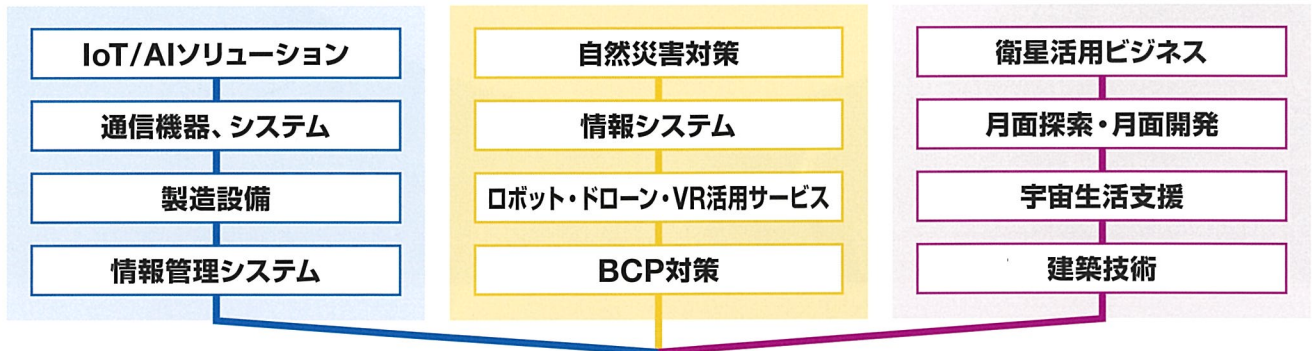 IoT/AIソリューション
通信機器、システム
製造設備
情報管理システム
自然災害対策
情報システム
ロボット・ドローン・VR活用サービス
BCP対策
衛星活用ビジネス
月面探索・月面開発
宇宙生活支援
建築技術